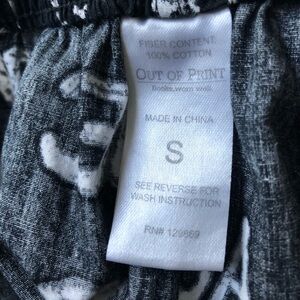 FIBER CONTENT
100% COTTON
OUT OF PRINT
Books, worn well.
MADE IN CHINA
S
SEE REVERSE FOR
WASH INSTRUCTION
RN# 129869